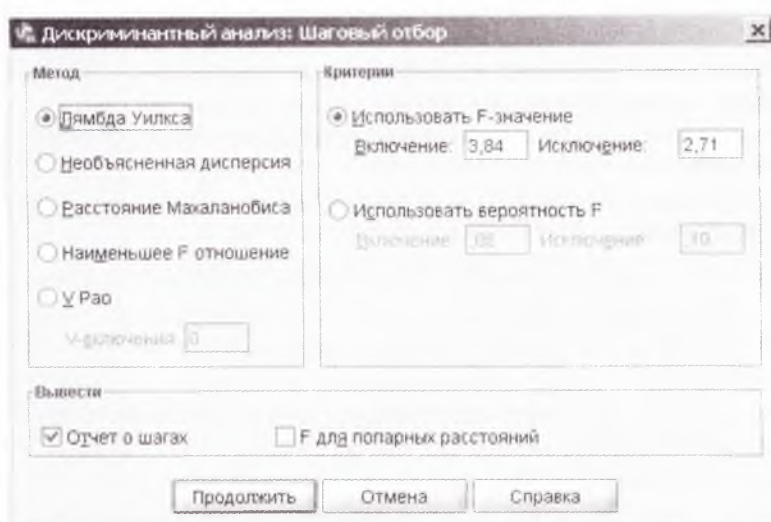 Дискриминантный анализ: Шаговый отбор
Метод
Лямбда Уилкса
Необъясненная дисперсия
Расстояние Махаланобиса
Наименьшее F отношение
V Рао
V-включения: 0
Критерии
Использовать F-значение
Включение: 3,84 Исключение: 2,71
Использовать вероятность F
Включение: ,05 Исключение: ,10
Вывести
Отчет о шагах
F для попарных расстояний
Продолжить Отмена Справка